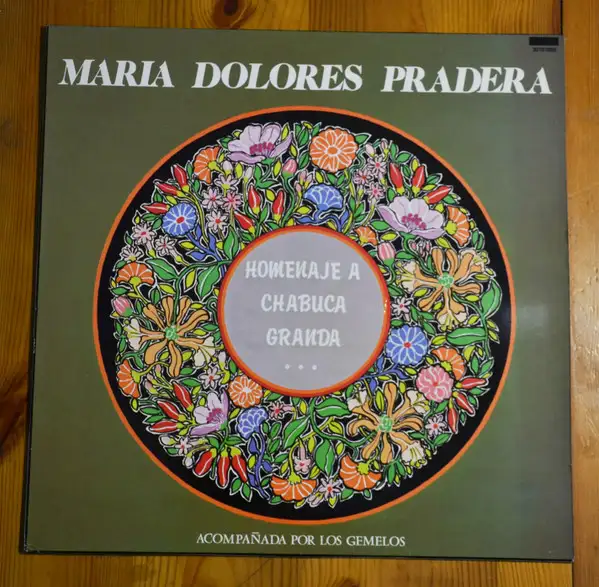 MARIA DOLORES PRADERA
HOMENAJE A
CHABUCA
GRANDA
...
ACOMPAÑADA POR LOS GEMELOS